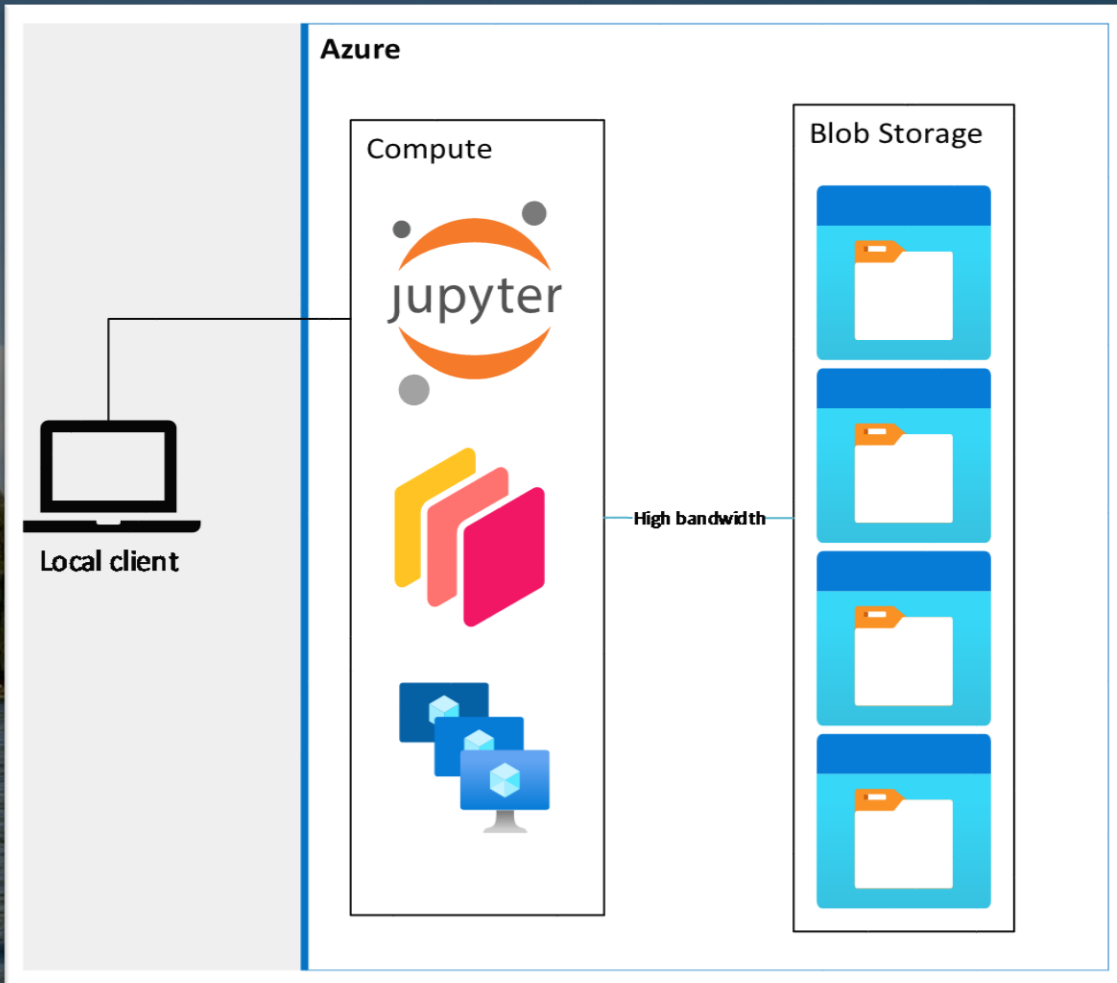 Azure
Compute
Blob Storage
jupyter
High bandwidth
Local client